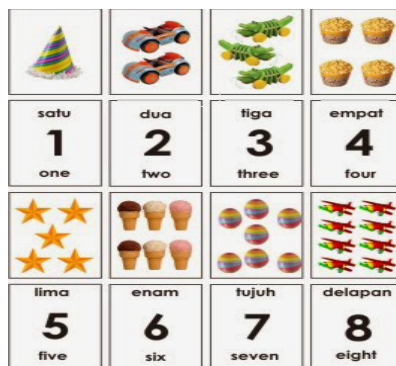 satu dua tiga empat
1 2 3 4
one two three four
lima enam tujuh delapan
5 6 7 8
five six seven eight